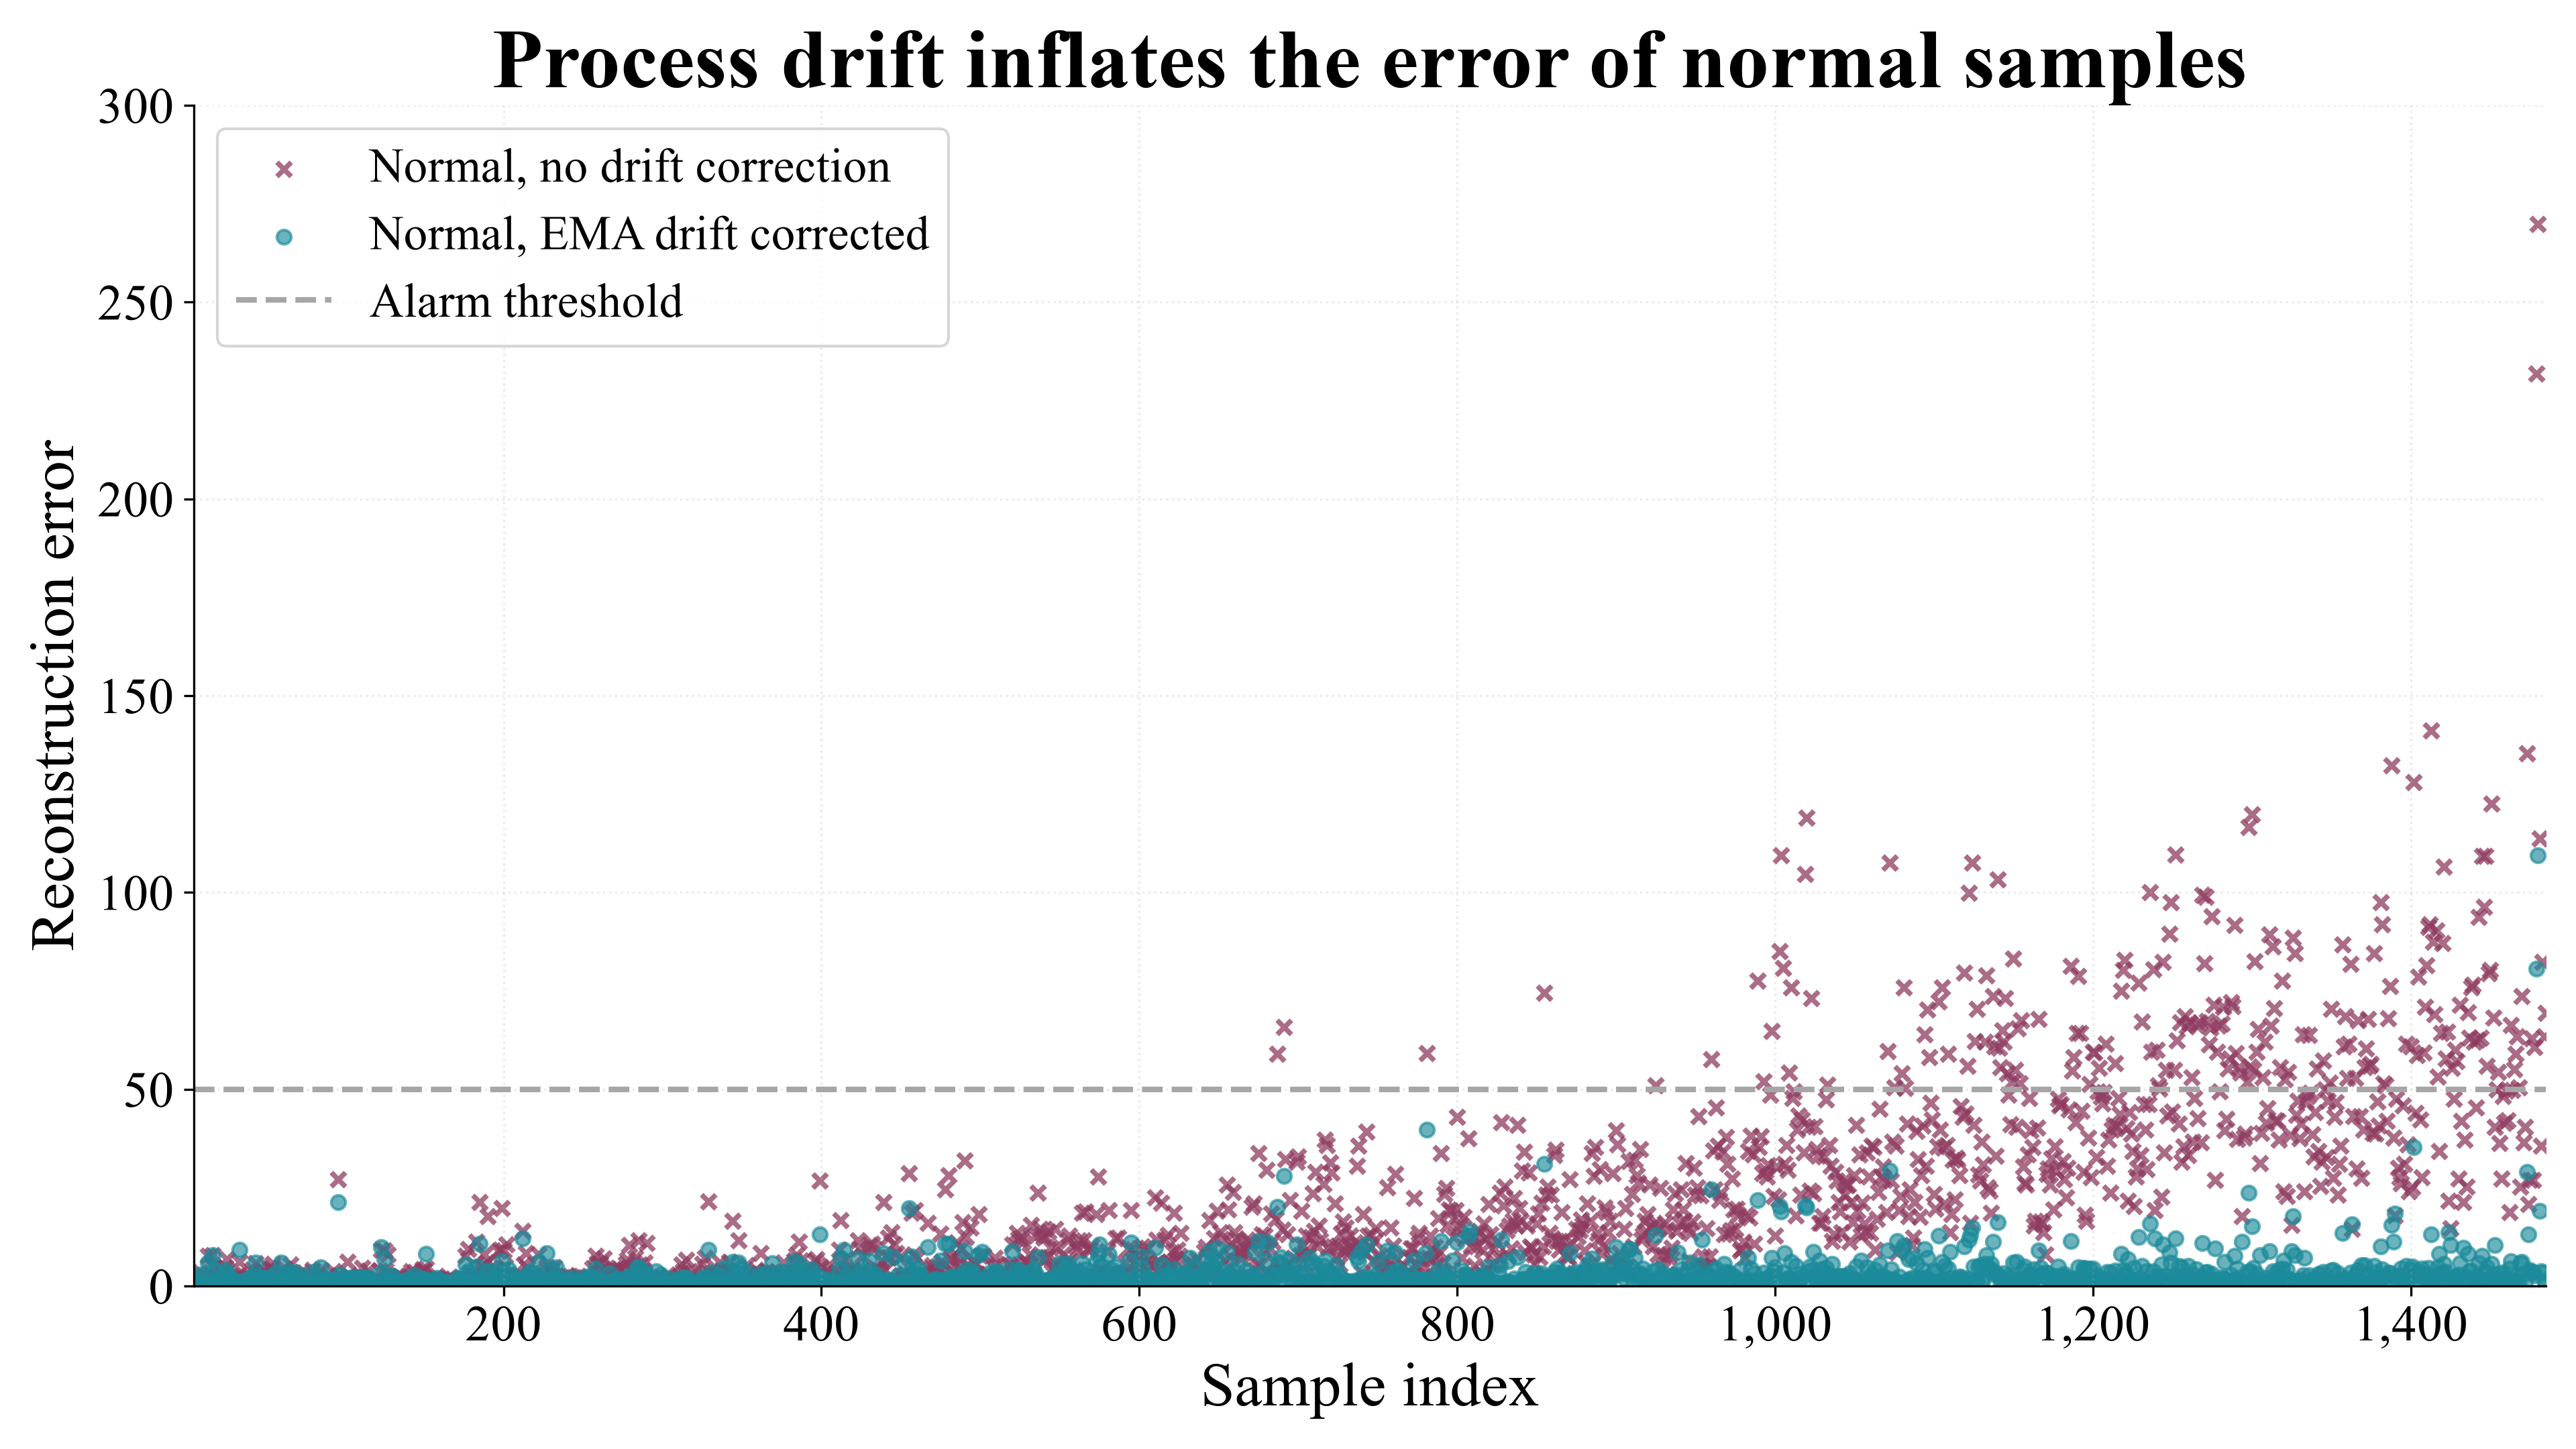 Process drift inflates the error of normal samples
300
250
200
150
100
50
0
Reconstruction error
Normal, no drift correction
Normal, EMA drift corrected
Alarm threshold
200
400
600
800
1,000
1,200
1,400
Sample index